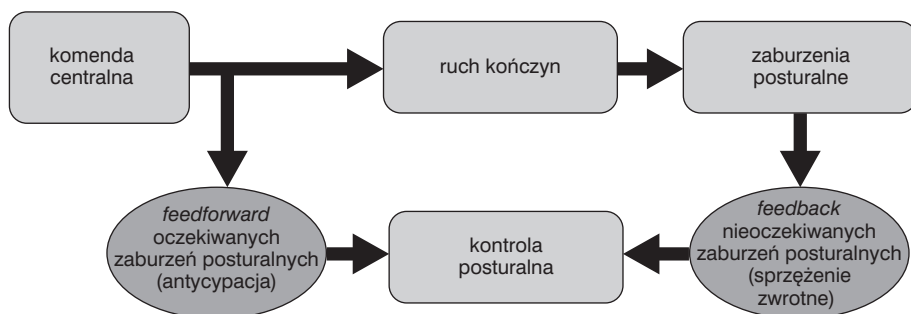 komenda
centralna
ruch kończyn
zaburzenia
posturalne
feedforward
oczekiwanych
zaburzeń posturalnych
(antycypacja)
kontrola
posturalna
feedback
nieoczekiwanych
zaburzeń posturalnych
(sprzężenie
zwrotne)